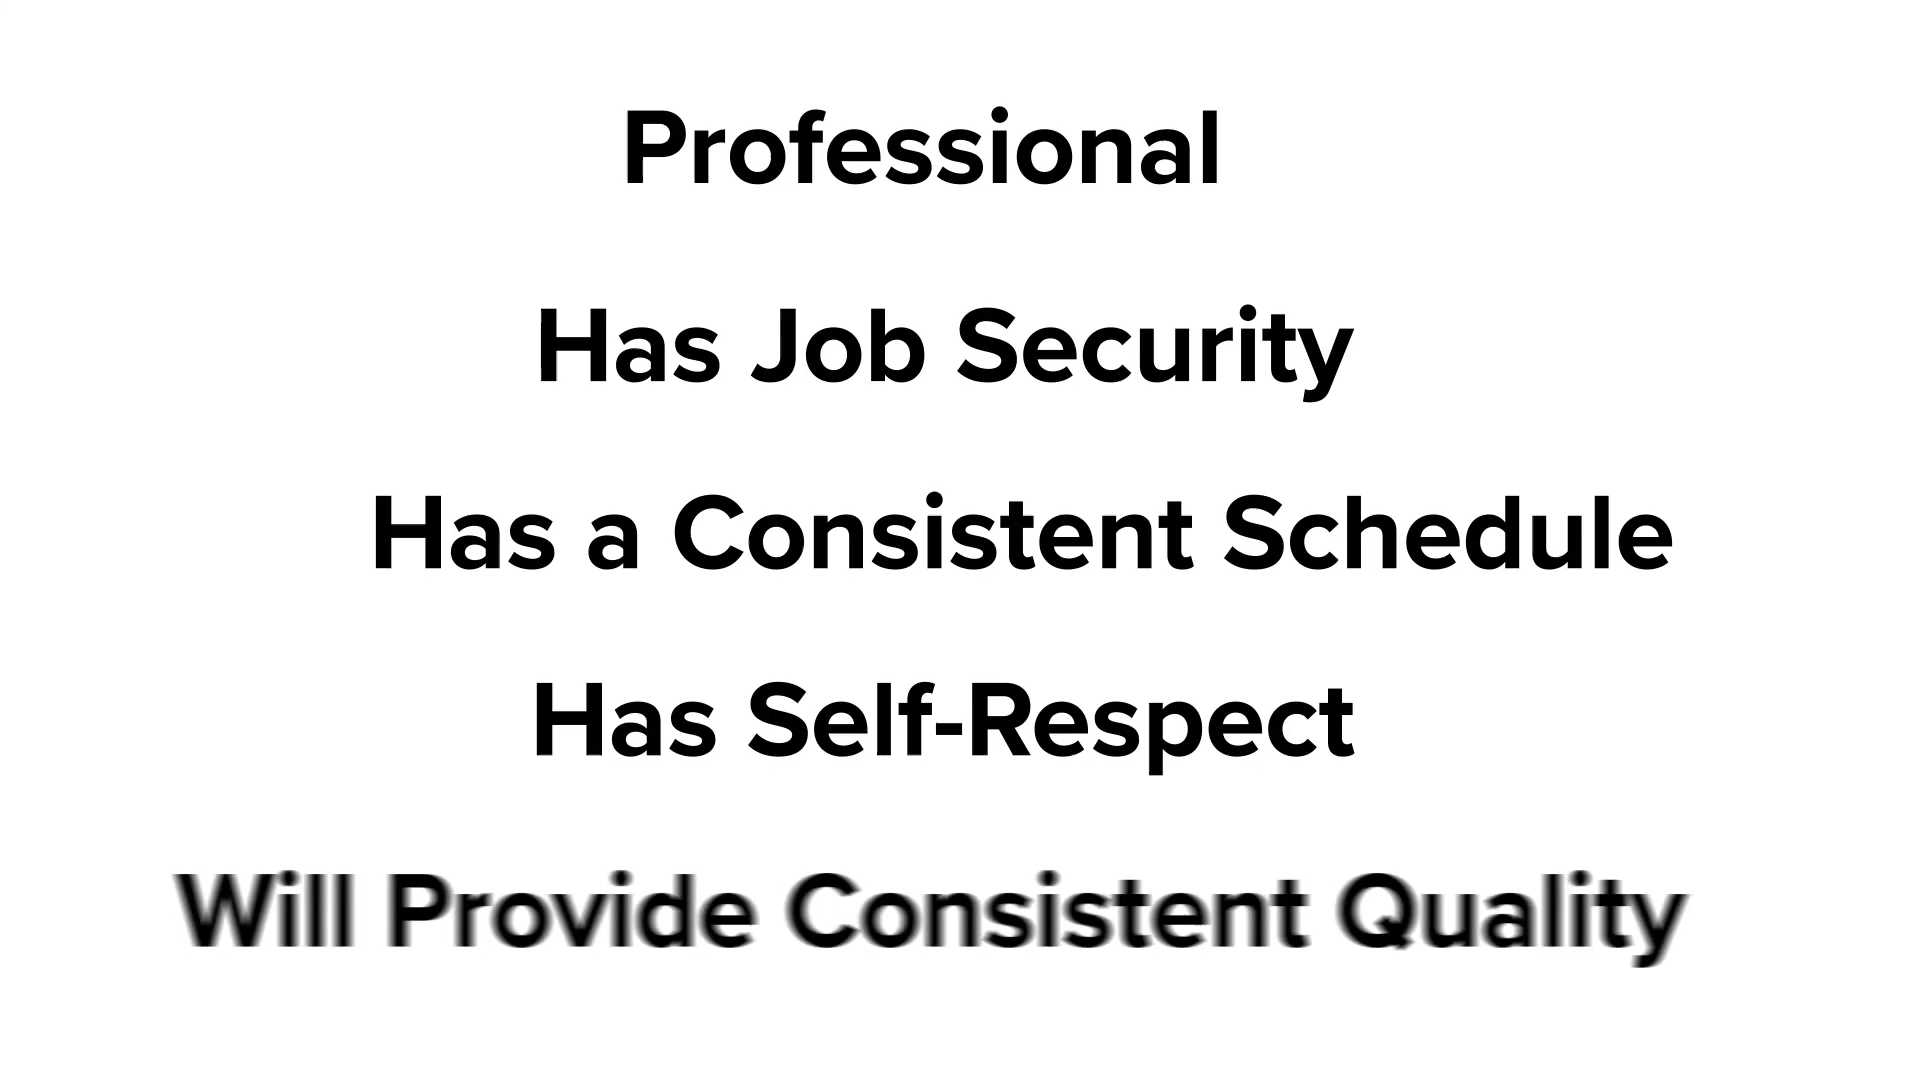 Professional
Has Job Security
Has a Consistent Schedule
Has Self-Respect
Will Provide Consistent Quality